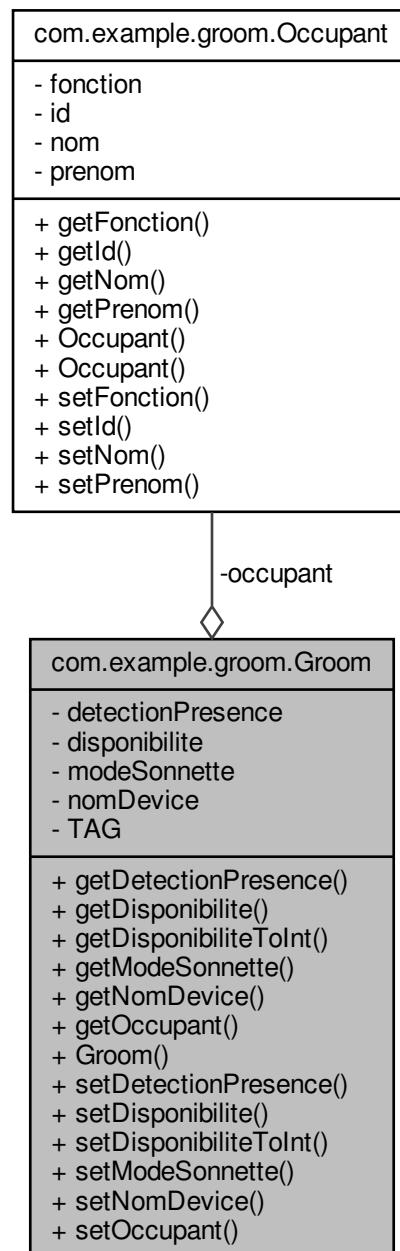 com.example.groom.Occupant
- fonction
- id
- nom
- prenom
+ getFonction()
+ getId()
+ getNom()
+ getPrenom()
+ Occupant()
+ Occupant()
+ setFonction()
+ setId()
+ setNom()
+ setPrenom()
-occupant
com.example.groom.Groom
- detectionPresence
- disponibilite
- modeSonnette
- nomDevice
- TAG
+ getDetectionPresence()
+ getDisponibilite()
+ getDisponibiliteToInt()
+ getModeSonnette()
+ getNomDevice()
+ getOccupant()
+ Groom()
+ setDetectionPresence()
+ setDisponibilite()
+ setDisponibiliteToInt()
+ setModeSonnette()
+ setNomDevice()
+ setOccupant()